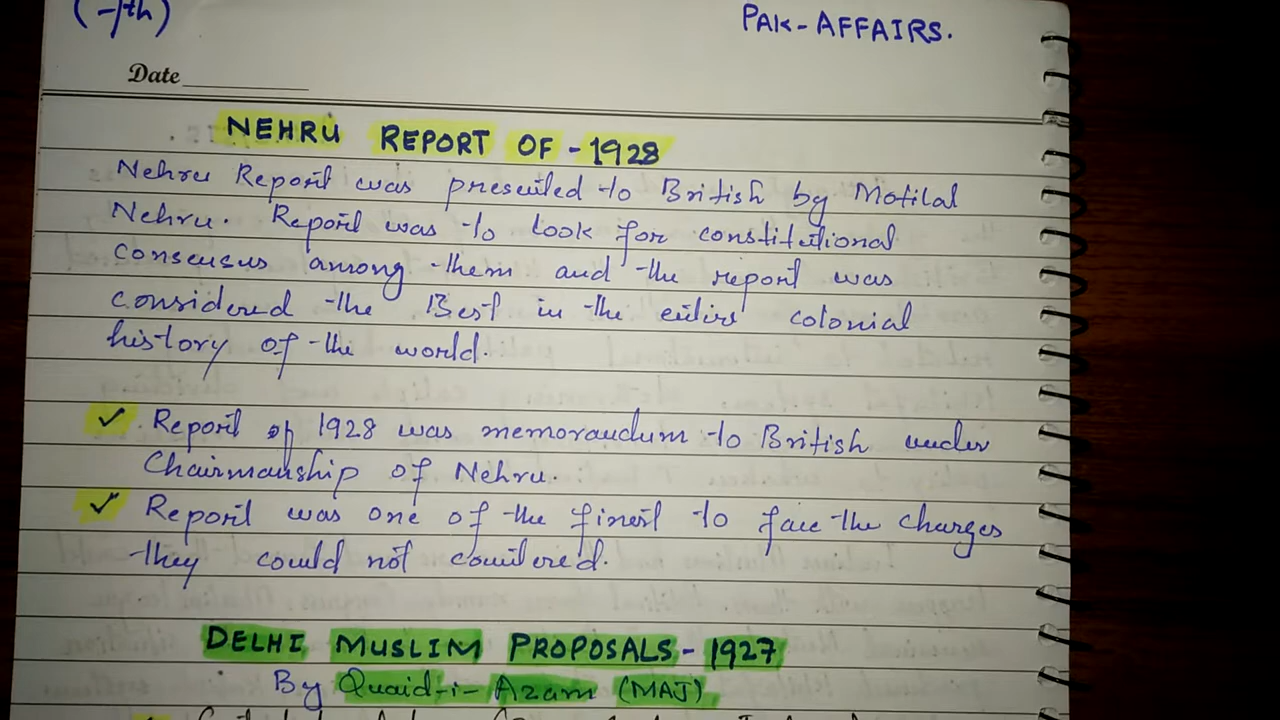 (7th)
PAK-AFFAIRS.
Date
NEHRU REPORT OF - 1928
Nehru Report was presented to British by Motilal
Nehru. Report was to look for constitutional
consensus among them and the report was
considered the Best in the entire colonial
history of the world.
Report of 1928 was memorandum to British under
Chairmanship of Nehru.
Report was one of the finest to face the charges
they could not countered.
DELHI MUSLIM PROPOSALS - 1927
By Quaid-i-Azam (MAJ)